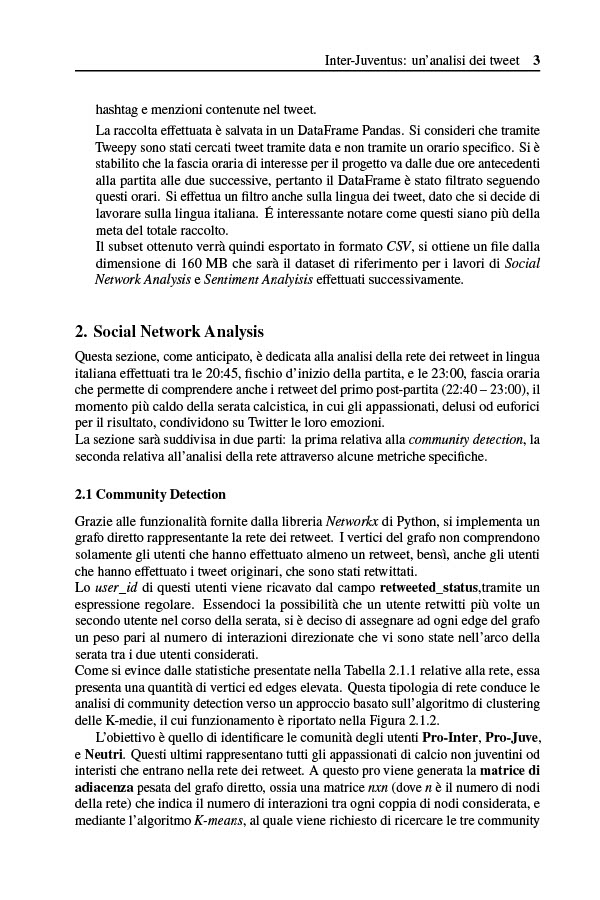 Inter-Juventus: un'analisi dei tweet 3
hashtag e menzioni contenute nel tweet.
La raccolta effettuata è salvata in un DataFrame Pandas. Si consideri che tramite
Tweepy sono stati cercati tweet tramite data e non tramite un orario specifico. Si è
stabilito che la fascia oraria di interesse per il progetto va dalle due ore antecedenti
alla partita alle due successive, pertanto il DataFrame è stato filtrato seguendo
questi orari. Si effettua un filtro anche sulla lingua dei tweet, dato che si decide di
lavorare sulla lingua italiana. É interessante notare come questi siano più della
meta del totale raccolto.
Il subset ottenuto verrà quindi esportato in formato CSV, si ottiene un file dalla
dimensione di 160 MB che sarà il dataset di riferimento per i lavori di Social
Network Analysis e Sentiment Analyisis effettuati successivamente.
2. Social Network Analysis
Questa sezione, come anticipato, è dedicata alla analisi della rete dei retweet in lingua
italiana effettuati tra le 20:45, fischio d'inizio della partita, e le 23:00, fascia oraria
che permette di comprendere anche i retweet del primo post-partita (22:40 – 23:00), il
momento più caldo della serata calcistica, in cui gli appassionati, delusi od euforici
per il risultato, condividono su Twitter le loro emozioni.
La sezione sarà suddivisa in due parti: la prima relativa alla community detection, la
seconda relativa all'analisi della rete attraverso alcune metriche specifiche.
2.1 Community Detection
Grazie alle funzionalità fornite dalla libreria Networkx di Python, si implementa un
grafo diretto rappresentante la rete dei retweet. I vertici del grafo non comprendono
solamente gli utenti che hanno effettuato almeno un retweet, bensì, anche gli utenti
che hanno effettuato i tweet originari, che sono stati retwittati.
Lo user_id di questi utenti viene ricavato dal campo retweeted_status,tramite un
espressione regolare. Essendoci la possibilità che un utente retwitti più volte un
secondo utente nel corso della serata, si è deciso di assegnare ad ogni edge del grafo
un peso pari al numero di interazioni direzionate che vi sono state nell'arco della
serata tra i due utenti considerati.
Come si evince dalle statistiche presentate nella Tabella 2.1.1 relative alla rete, essa
presenta una quantità di vertici ed edges elevata. Questa tipologia di rete conduce le
analisi di community detection verso un approccio basato sull'algoritmo di clustering
delle K-medie, il cui funzionamento è riportato nella Figura 2.1.2.
L'obiettivo è quello di identificare le comunità degli utenti Pro-Inter, Pro-Juve,
e Neutri. Questi ultimi rappresentano tutti gli appassionati di calcio non juventini od
interisti che entrano nella rete dei retweet. A questo pro viene generata la matrice di
adiacenza pesata del grafo diretto, ossia una matrice nxn (dove n è il numero di nodi
della rete) che indica il numero di interazioni tra ogni coppia di nodi considerata, e
mediante l'algoritmo K-means, al quale viene richiesto di ricercare le tre community